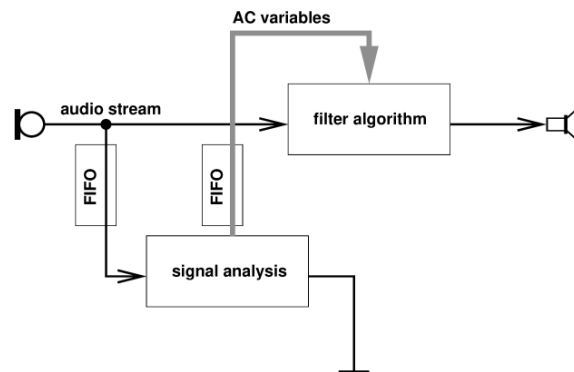 AC variables
audio stream
filter algorithm
FIFO
FIFO
signal analysis